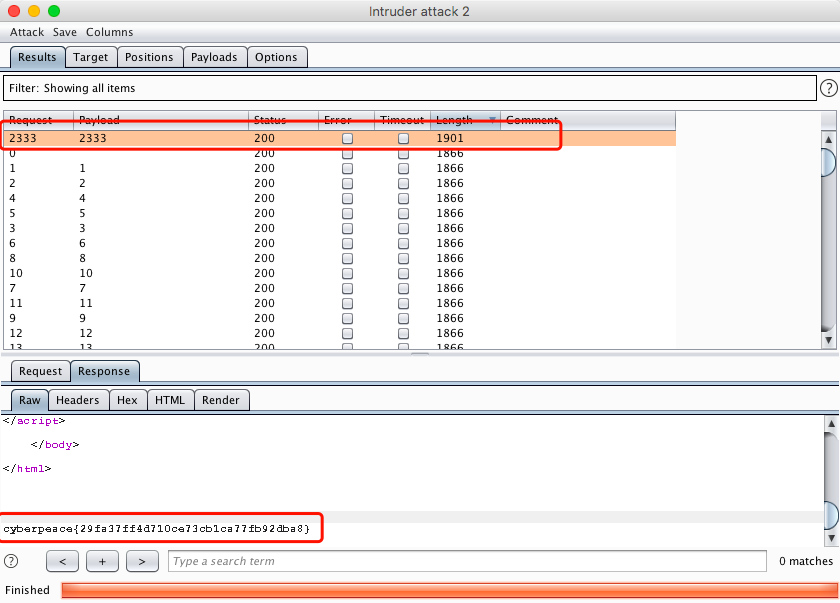 Intruder attack 2
Attack Save Columns
Results Target Positions Payloads Options
Filter: Showing all items
?
Request Payload Status Error Timeout Length Comment
2333 2333 200 1901
0 200 1866
1 1 200 1866
2 2 200 1866
4 4 200 1866
5 5 200 1866
3 3 200 1866
6 6 200 1866
8 8 200 1866
10 10 200 1866
7 7 200 1866
11 11 200 1866
9 9 200 1866
12 12 200 1866
13 13 200 1866
Request Response
Raw Headers Hex HTML Render
</script>
</body>
</html>
cyberpeace{29fa37ff4d710ce73cb1ca77fb92dba8}
? < + > Type a search term 0 matches
Finished